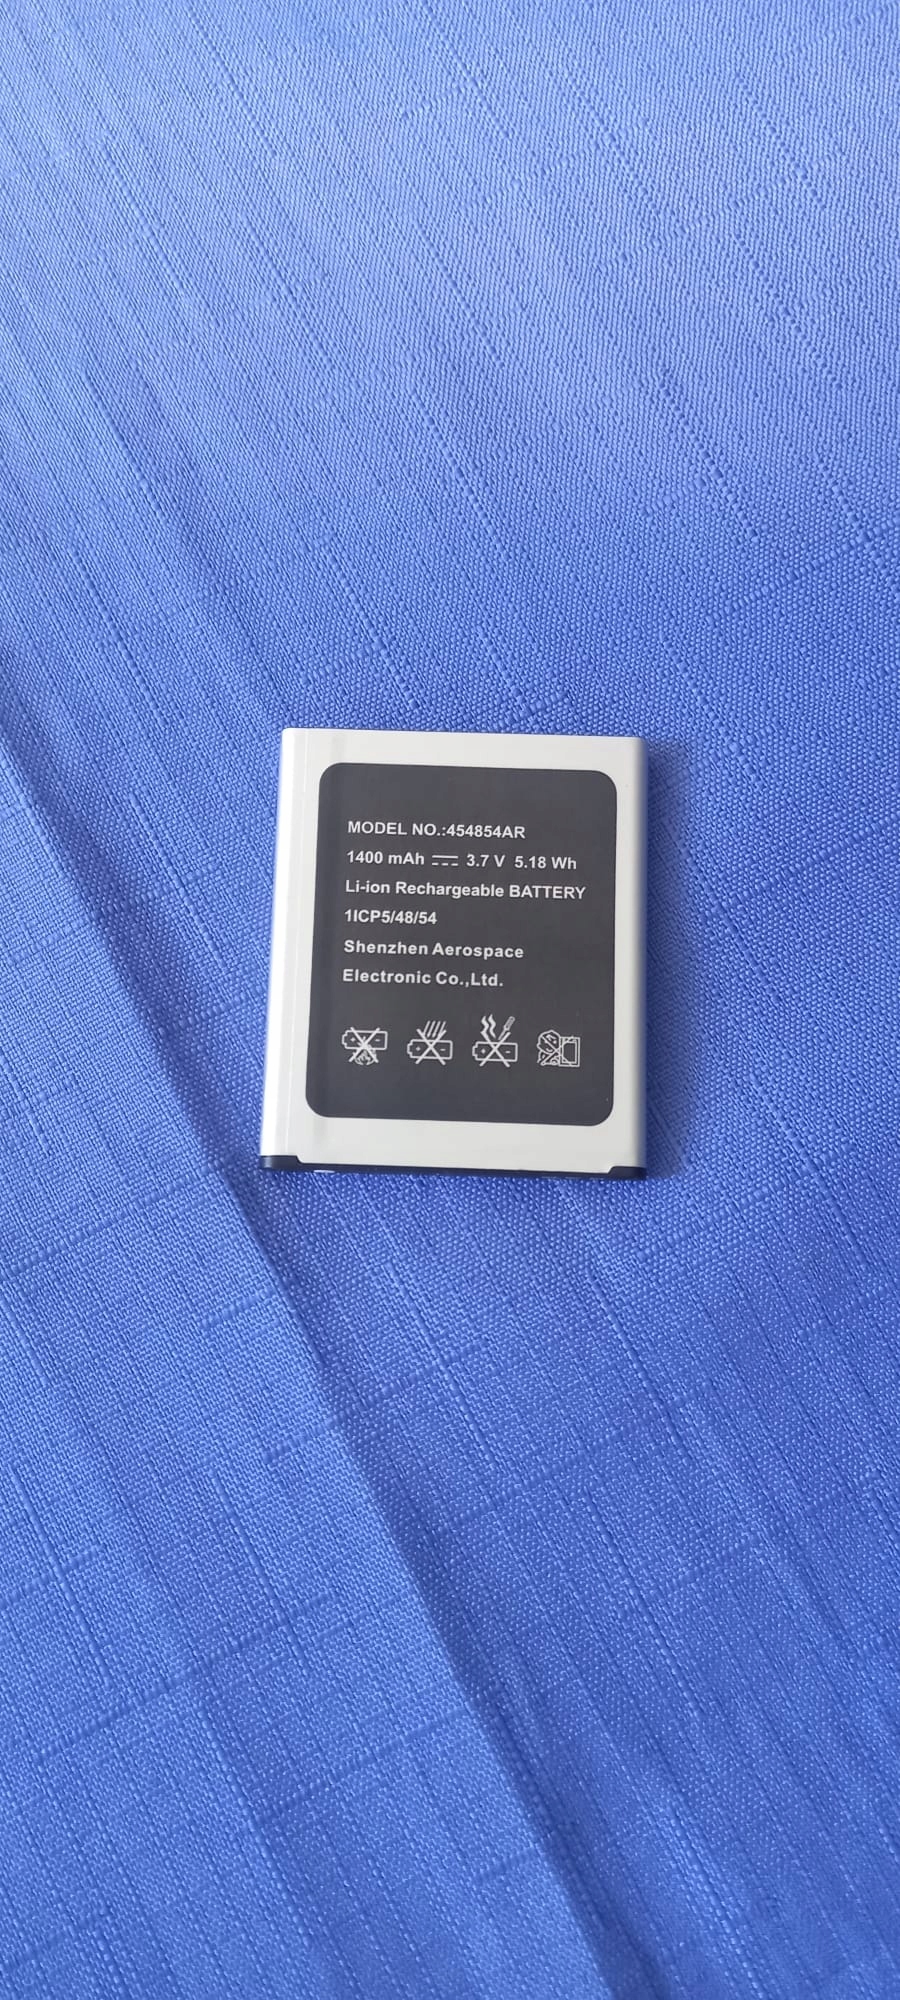 MODEL NO.:454854AR
1400 mAh ⎓ 3.7 V 5.18 Wh
Li-ion Rechargeable BATTERY
1ICP5/48/54
Shenzhen Aerospace
Electronic Co.,Ltd.